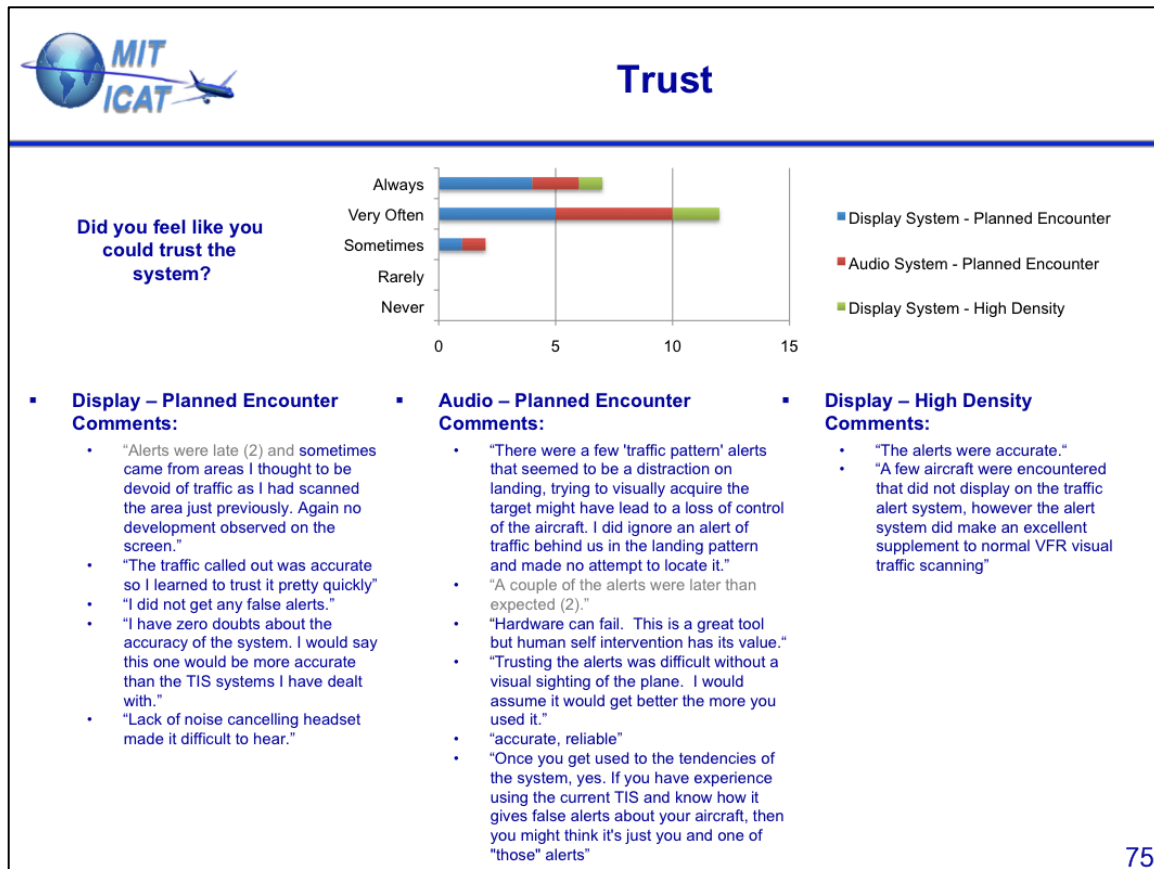 MIT
ICAT
Trust
Did you feel like you
could trust the
system?
Always
Very Often
Sometimes
Rarely
Never
0 5 10 15
Display System - Planned Encounter
Audio System - Planned Encounter
Display System - High Density
▪ Display – Planned Encounter
Comments:
• “Alerts were late (2) and sometimes
came from areas I thought to be
devoid of traffic as I had scanned
the area just previously. Again no
development observed on the
screen.”
• “The traffic called out was accurate
so I learned to trust it pretty quickly”
• “I did not get any false alerts.”
• “I have zero doubts about the
accuracy of the system. I would say
this one would be more accurate
than the TIS systems I have dealt
with.”
• “Lack of noise cancelling headset
made it difficult to hear.”
▪ Audio – Planned Encounter
Comments:
• “There were a few 'traffic pattern' alerts
that seemed to be a distraction on
landing, trying to visually acquire the
target might have lead to a loss of control
of the aircraft. I did ignore an alert of
traffic behind us in the landing pattern
and made no attempt to locate it.”
• “A couple of the alerts were later than
expected (2).”
• “Hardware can fail.  This is a great tool
but human self intervention has its value.“
• “Trusting the alerts was difficult without a
visual sighting of the plane.  I would
assume it would get better the more you
used it.”
• “accurate, reliable”
• “Once you get used to the tendencies of
the system, yes. If you have experience
using the current TIS and know how it
gives false alerts about your aircraft, then
you might think it's just you and one of
"those" alerts”
▪ Display – High Density
Comments:
• “The alerts were accurate.“
• “A few aircraft were encountered
that did not display on the traffic
alert system, however the alert
system did make an excellent
supplement to normal VFR visual
traffic scanning”
75